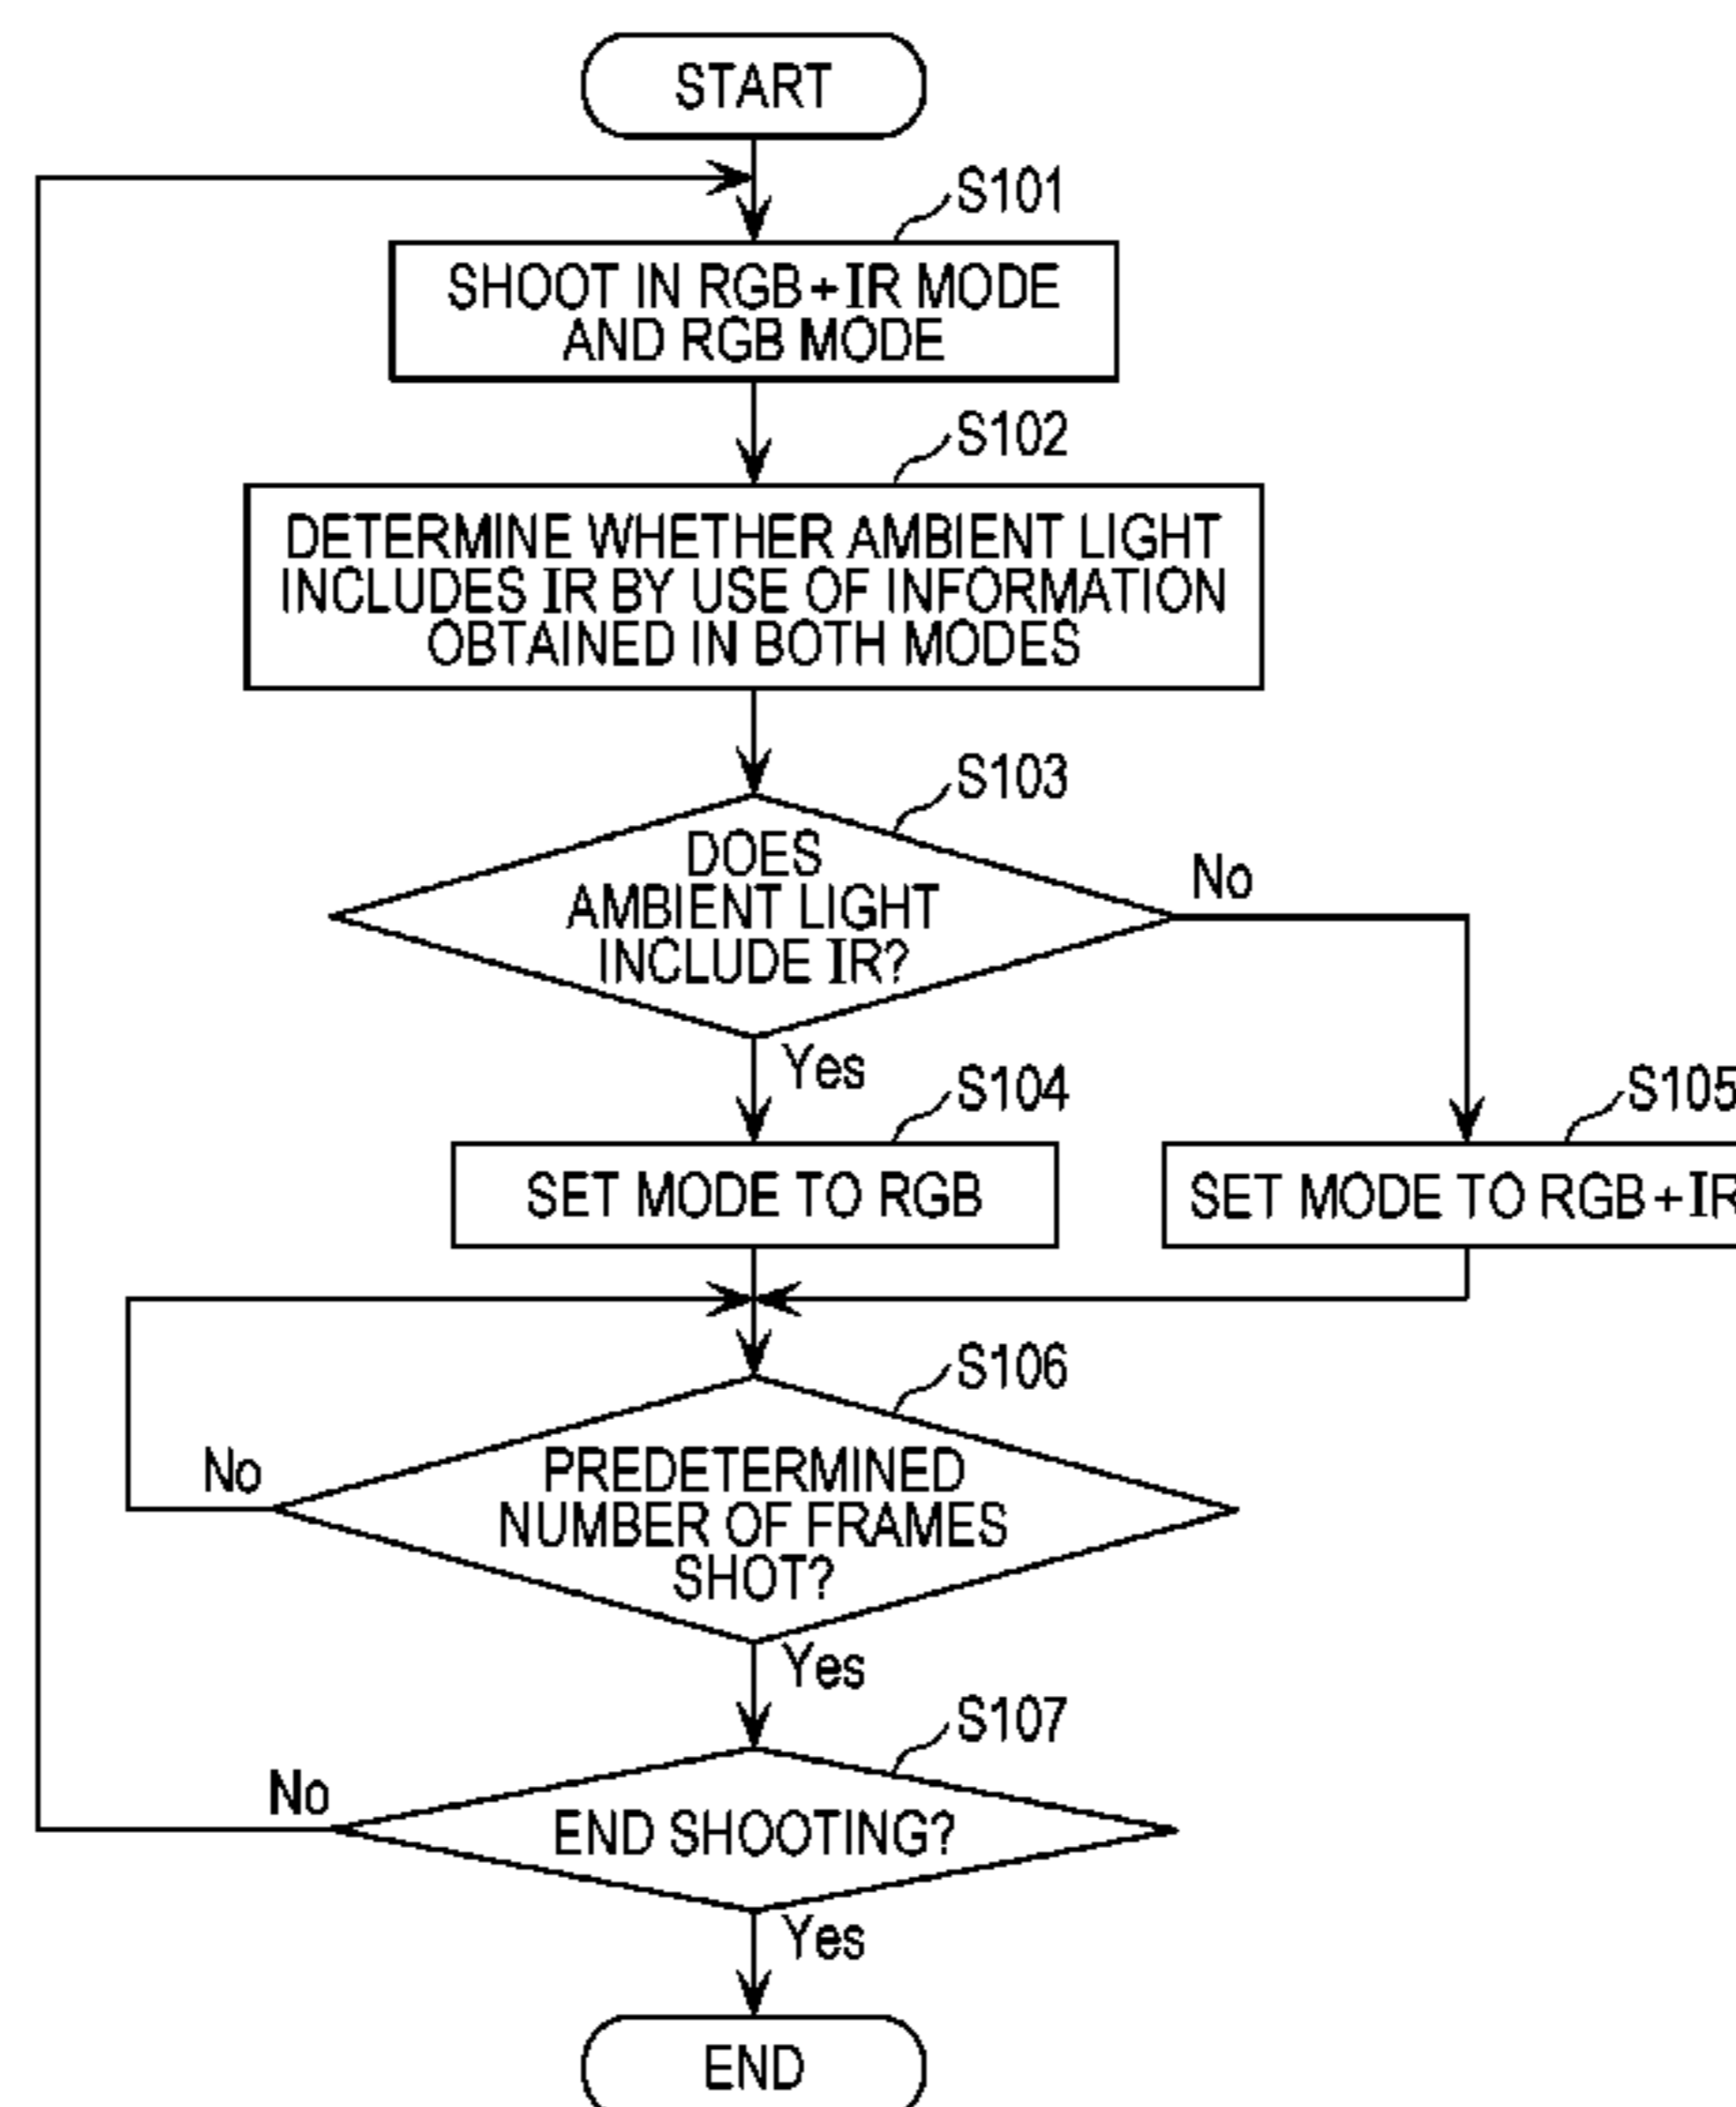 START
S101
SHOOT IN RGB+IR MODE
AND RGB MODE
S102
DETERMINE WHETHER AMBIENT LIGHT
INCLUDES IR BY USE OF INFORMATION
OBTAINED IN BOTH MODES
S103
DOES
AMBIENT LIGHT
INCLUDE IR?
No
Yes
S104
S105
SET MODE TO RGB
SET MODE TO RGB+IR
S106
No
PREDETERMINED
NUMBER OF FRAMES
SHOT?
Yes
S107
No
END SHOOTING?
Yes
END